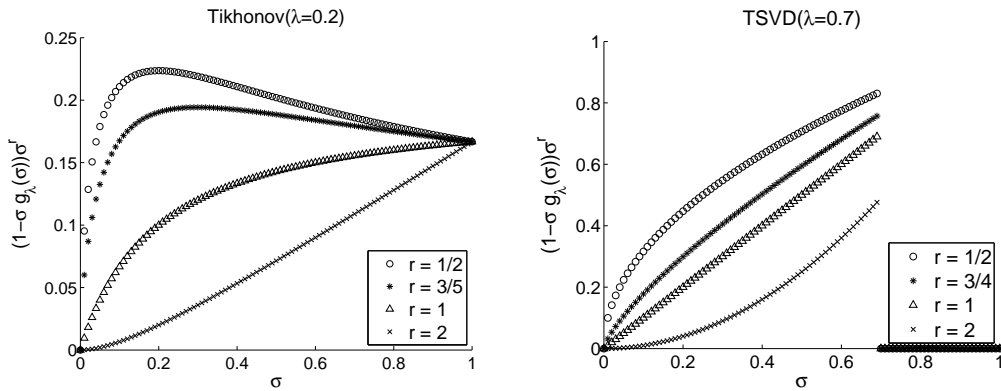 Tikhonov(λ=0.2)
0.25
0.2
0.15
0.1
0.05
0
(1−σ g_λ(σ))σ^r
0
0.2
0.4
0.6
0.8
1
σ
r = 1/2
r = 3/5
r = 1
r = 2
TSVD(λ=0.7)
1
0.8
0.6
0.4
0.2
0
(1−σ g_λ(σ))σ^r
0
0.2
0.4
0.6
0.8
1
σ
r = 1/2
r = 3/4
r = 1
r = 2